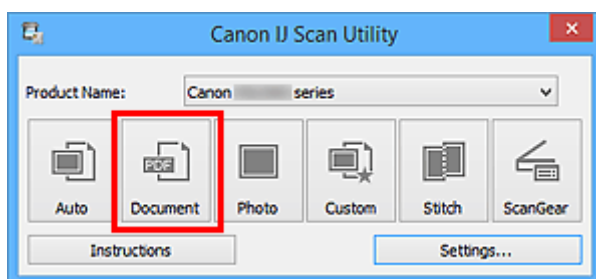 Canon IJ Scan Utility
Product Name: Canon series
PDF
Auto Document Photo Custom Stitch ScanGear
Instructions Settings...